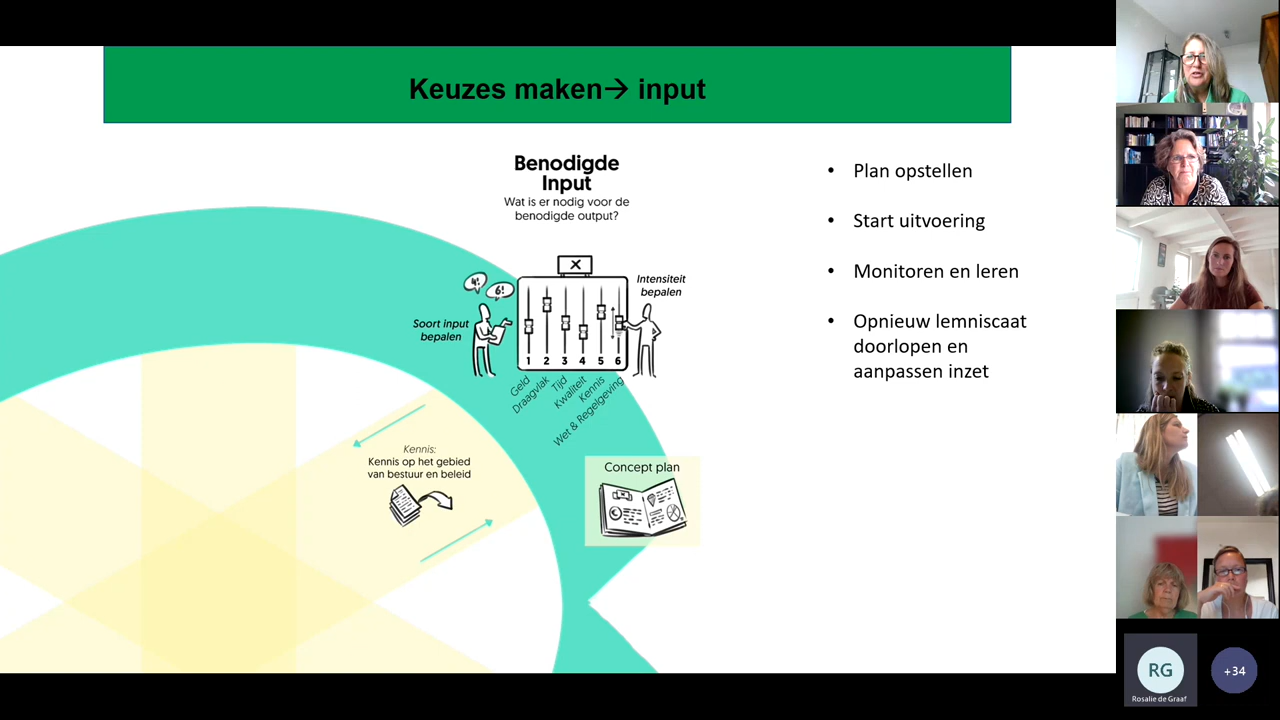 Keuzes maken→ input
Benodigde
Input
Wat is er nodig voor de
benodigde output?
4!
6!
X
Soort input
bepalen
Intensiteit
bepalen
1 2 3 4 5 6
Geld
Draagvlak
Tijd
Kwaliteit
Kennis
Wet & Regelgeving
Kennis:
Kennis op het gebied
van bestuur en beleid
Concept plan
• Plan opstellen
• Start uitvoering
• Monitoren en leren
• Opnieuw lemniscaat
doorlopen en
aanpassen inzet
RG
Rosalie de Graaf
+34